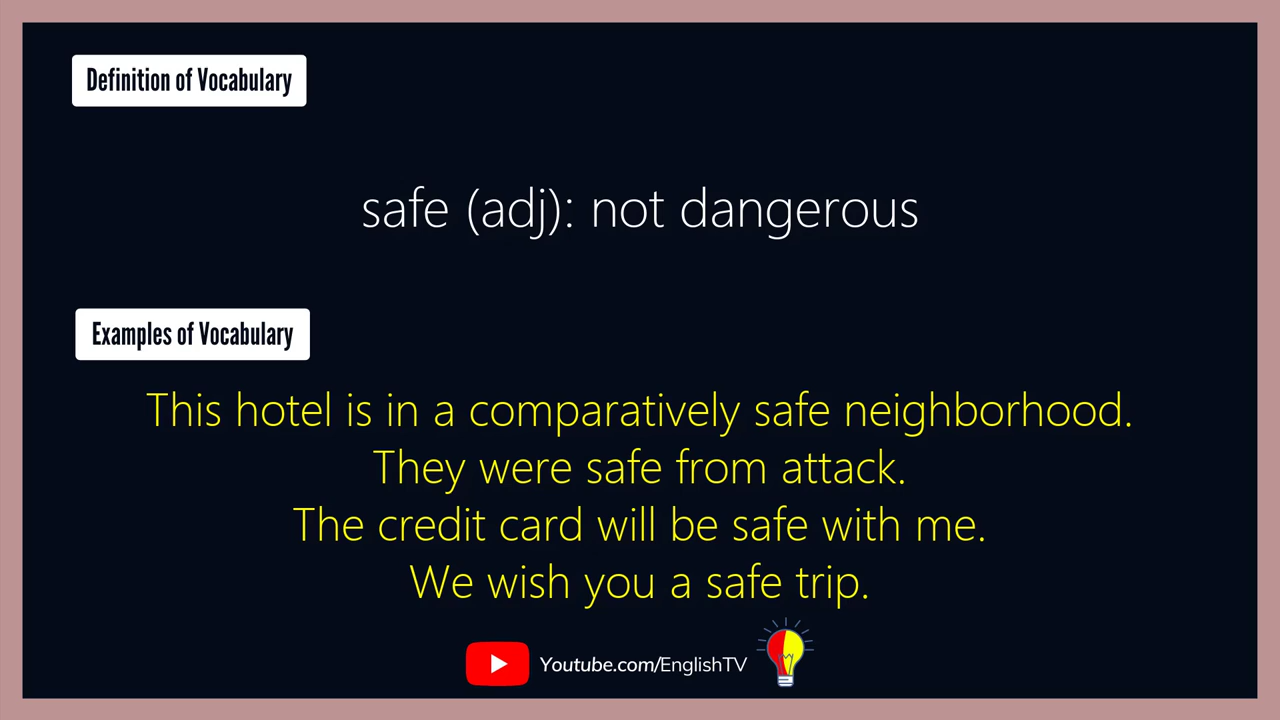 Definition of Vocabulary
safe (adj): not dangerous
Examples of Vocabulary
This hotel is in a comparatively safe neighborhood.
They were safe from attack.
The credit card will be safe with me.
We wish you a safe trip.
Youtube.com/EnglishTV